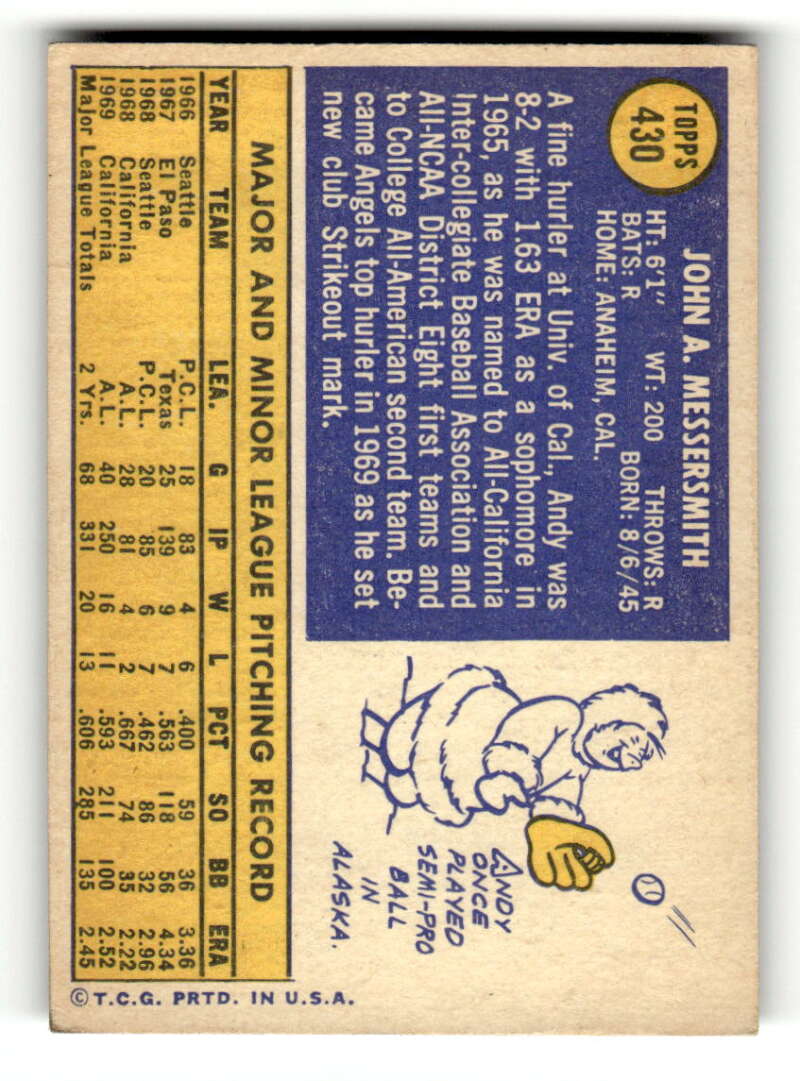 TOPPS
430
JOHN A. MESSERSMITH
HT: 6'1" WT: 200 THROWS: R
BATS: R BORN: 8/6/45
HOME: ANAHEIM, CAL.
A fine hurler at Univ. of Cal., Andy was
8-2 with 1.63 ERA as a sophomore in
1965, as he was named to All-California
Inter-collegiate Baseball Association and
All-NCAA District Eight first teams and
to College All-American second team. Be-
came Angels top hurler in 1969 as he set
new club Strikeout mark.
ANDY
ONCE
PLAYED
SEMI-PRO
BALL
IN
ALASKA.
MAJOR AND MINOR LEAGUE PITCHING RECORD
YEAR TEAM LEA. G IP W L PCT SO BB ERA
1966 Seattle P.C.L. 18 83 4 6 .400 59 36 3.36
1967 El Paso Texas 25 139 9 7 .563 118 56 4.34
1968 Seattle P.C.L. 20 85 6 7 .462 86 32 2.96
1968 California A.L. 28 81 4 2 .667 74 35 2.22
1969 California A.L. 40 250 16 11 .593 211 100 2.52
Major League Totals 2 Yrs. 68 331 20 13 .606 285 135 2.45
© T.C.G. PRTD. IN U.S.A.